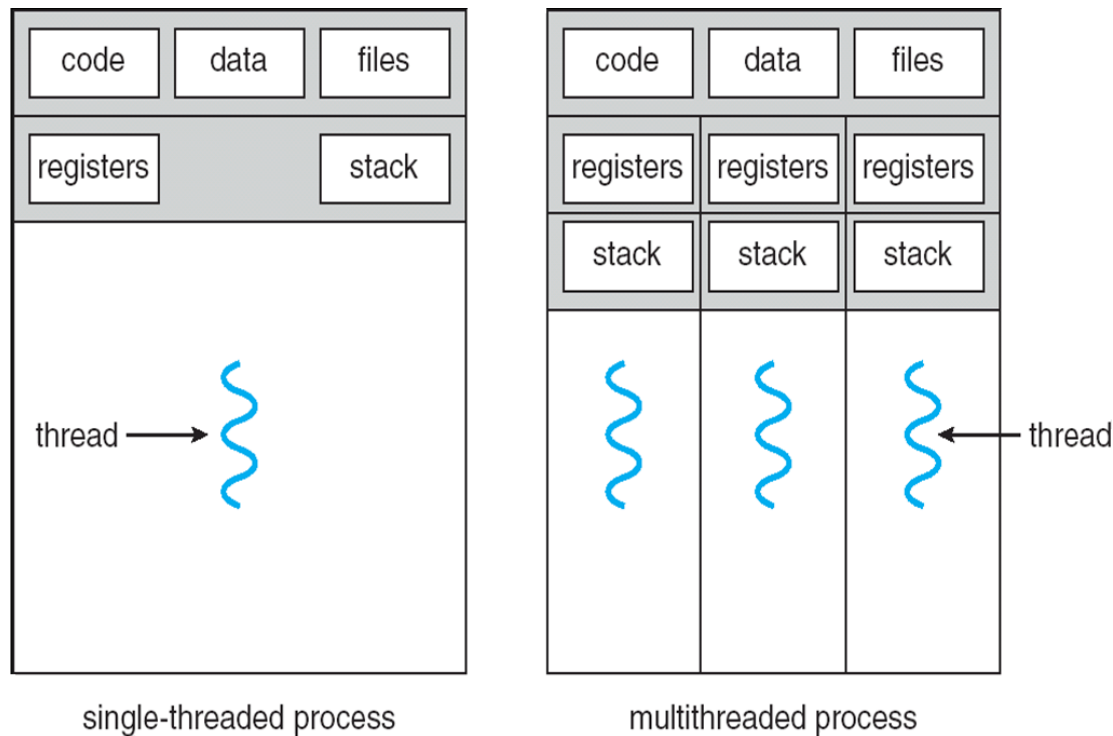 code data files code data files
registers stack registers registers registers
stack stack stack
thread thread
single-threaded process multithreaded process